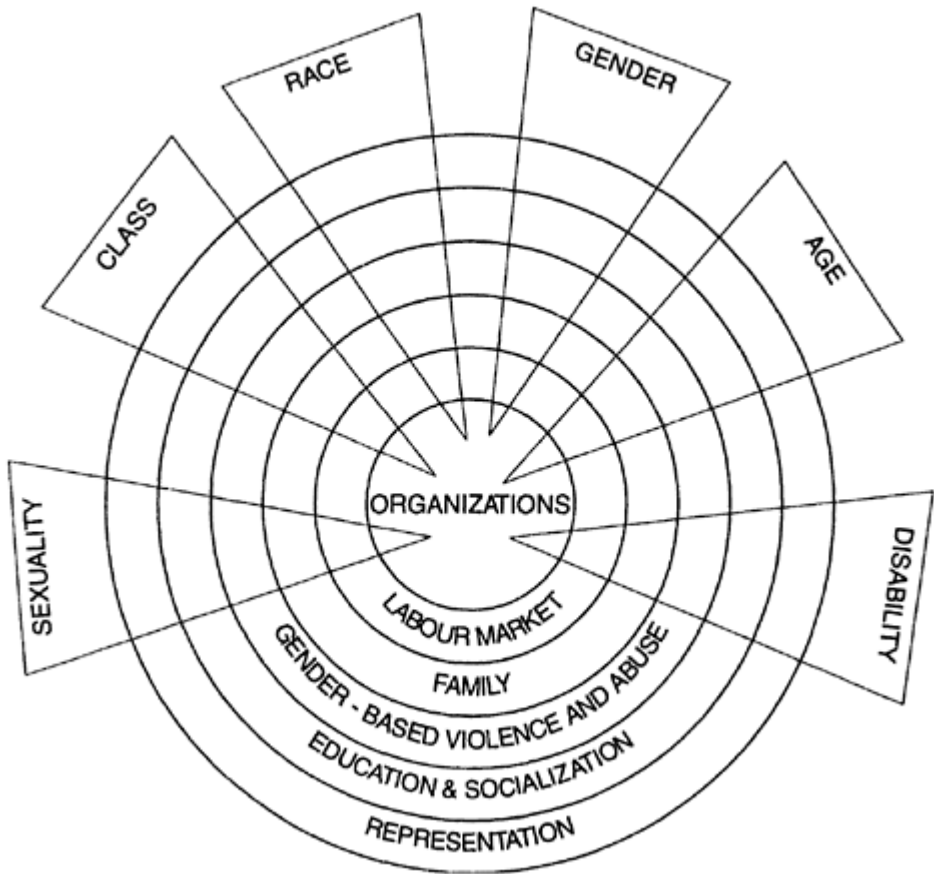 RACE
GENDER
CLASS
AGE
SEXUALITY
ORGANIZATIONS
DISABILITY
LABOUR MARKET
FAMILY
GENDER - BASED VIOLENCE AND ABUSE
EDUCATION & SOCIALIZATION
REPRESENTATION